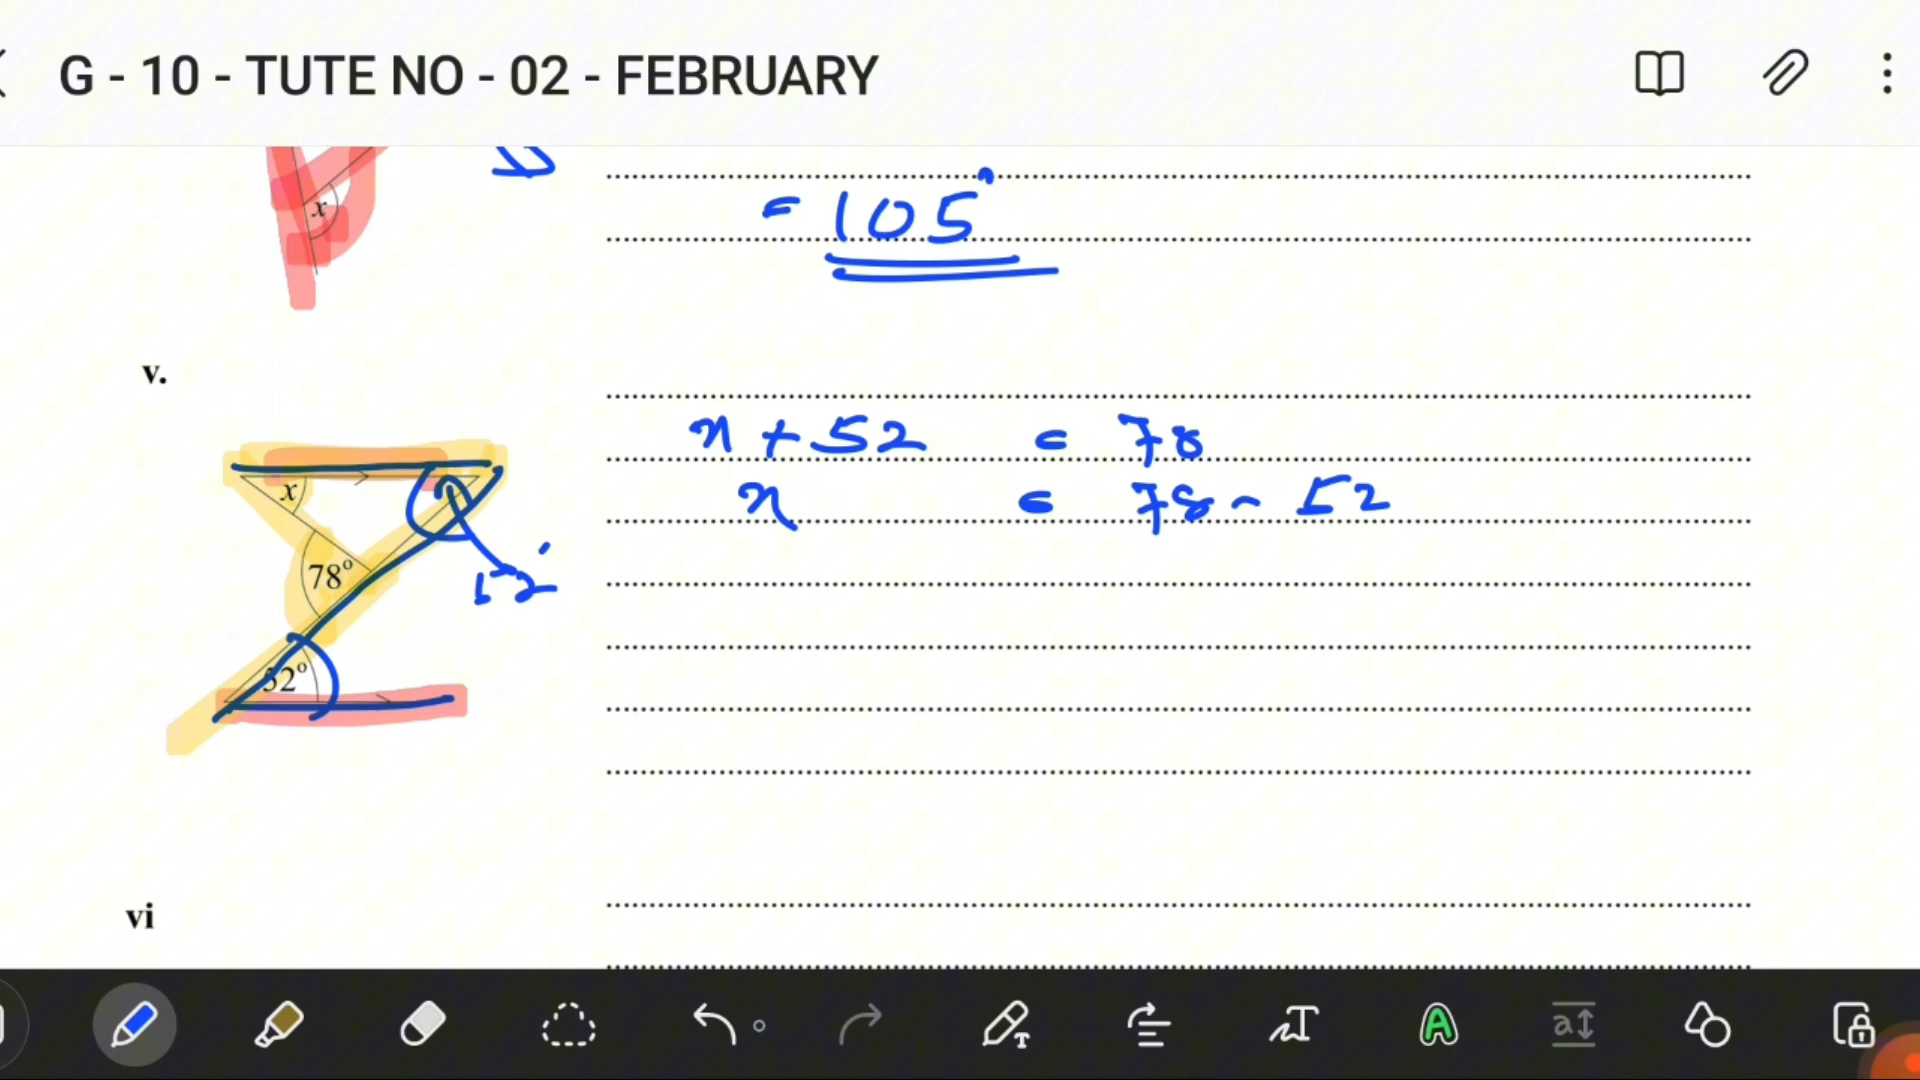 G - 10 - TUTE NO - 02 - FEBRUARY
x
= 105°
v.
x + 52 = 78
x = 78 - 52
x
78°
52°
52°
vi